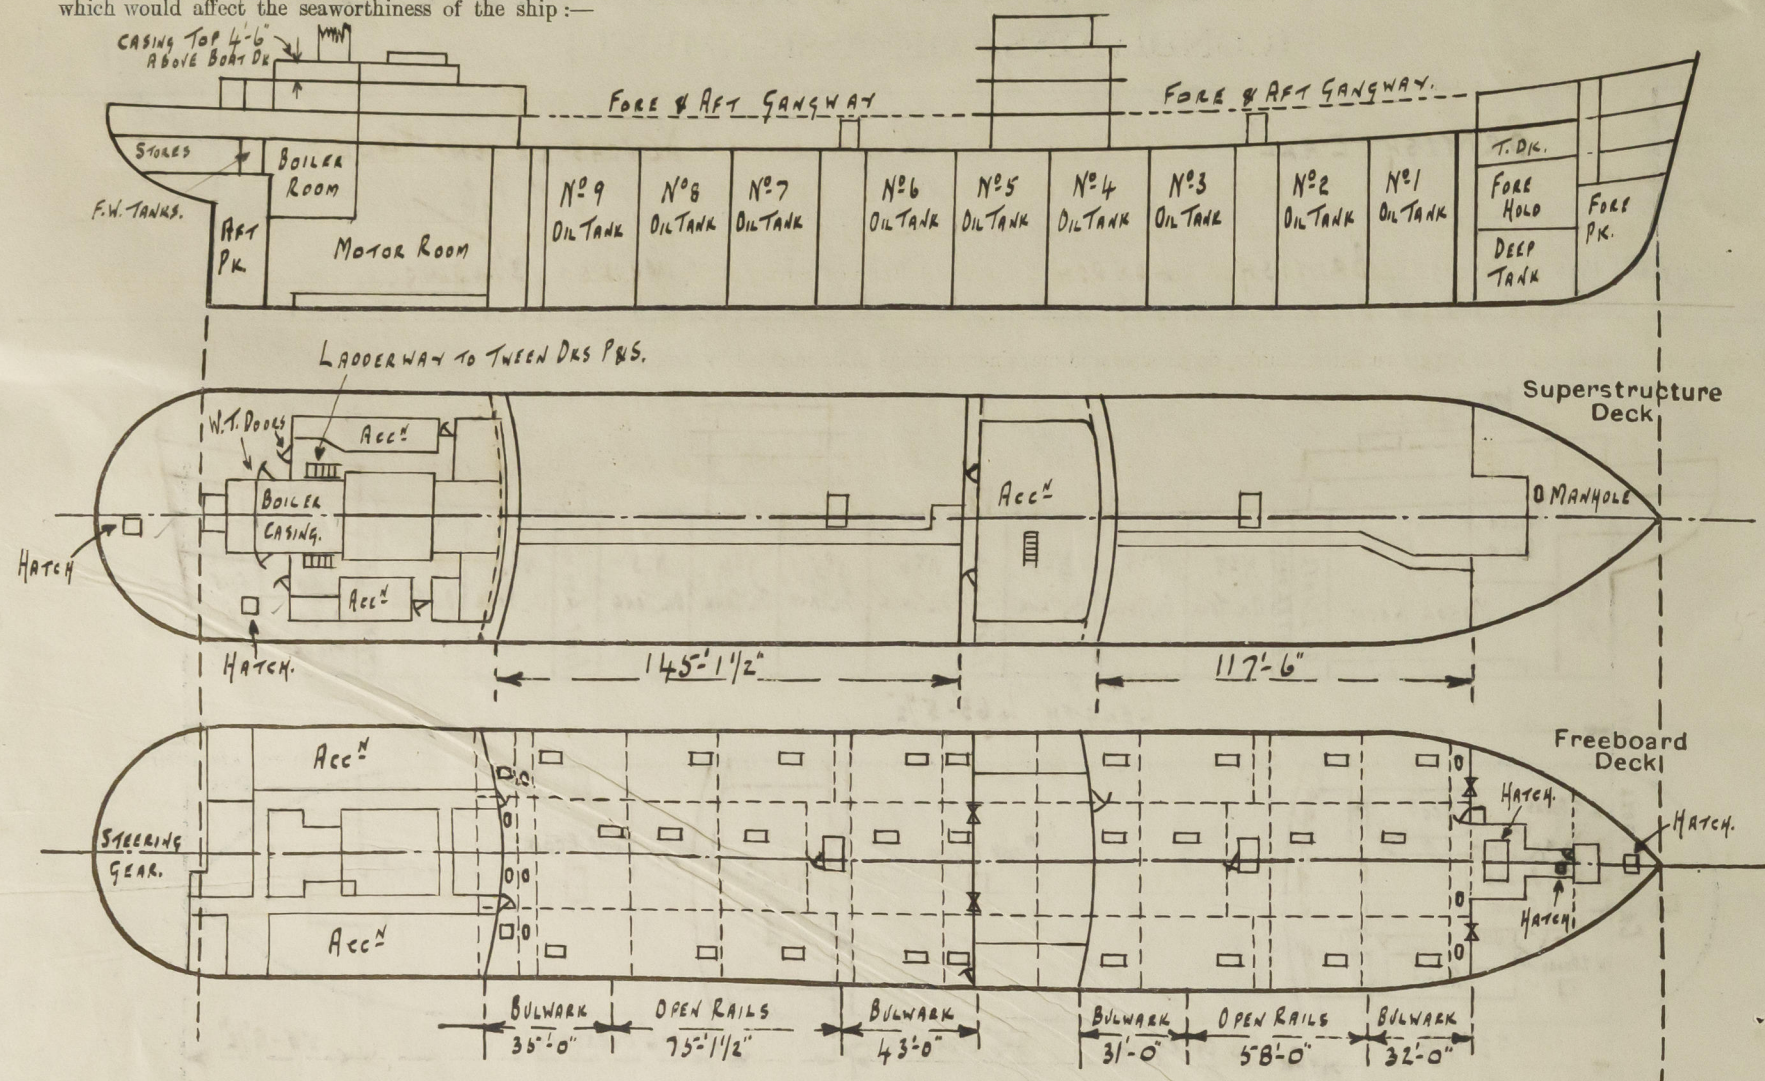 which would affect the seaworthiness of the ship :—
CASING TOP 4'-6"
ABOVE BOAT DK
FORE & AFT GANGWAY
FORE & AFT GANGWAY.
STORES
BOILER
ROOM
F.W. TANKS.
AFT
PK.
MOTOR ROOM
Nº9
OIL TANK
Nº8
OIL TANK
Nº7
OIL TANK
Nº6
OIL TANK
Nº5
OIL TANK
Nº4
OIL TANK
Nº3
OIL TANK
Nº2
OIL TANK
Nº1
OIL TANK
T. DK.
FORE
HOLD
DEEP
TANK
FORE
PK.
LADDERWAY TO TWEEN DKS P&S.
Superstructure
Deck
W.T. DOORS
ACCᴺ
BOILER
CASING.
ACCᴺ
ACCᴺ
MANHOLE
HATCH
HATCH.
145'-1½"
117'-6"
Freeboard
Deck
ACCᴺ
STEERING
GEAR.
ACCᴺ
HATCH.
HATCH.
HATCH.
BULWARK
35'-0"
OPEN RAILS
75'-1½"
BULWARK
43'-0"
BULWARK
31'-0"
OPEN RAILS
58'-0"
BULWARK
32'-0"